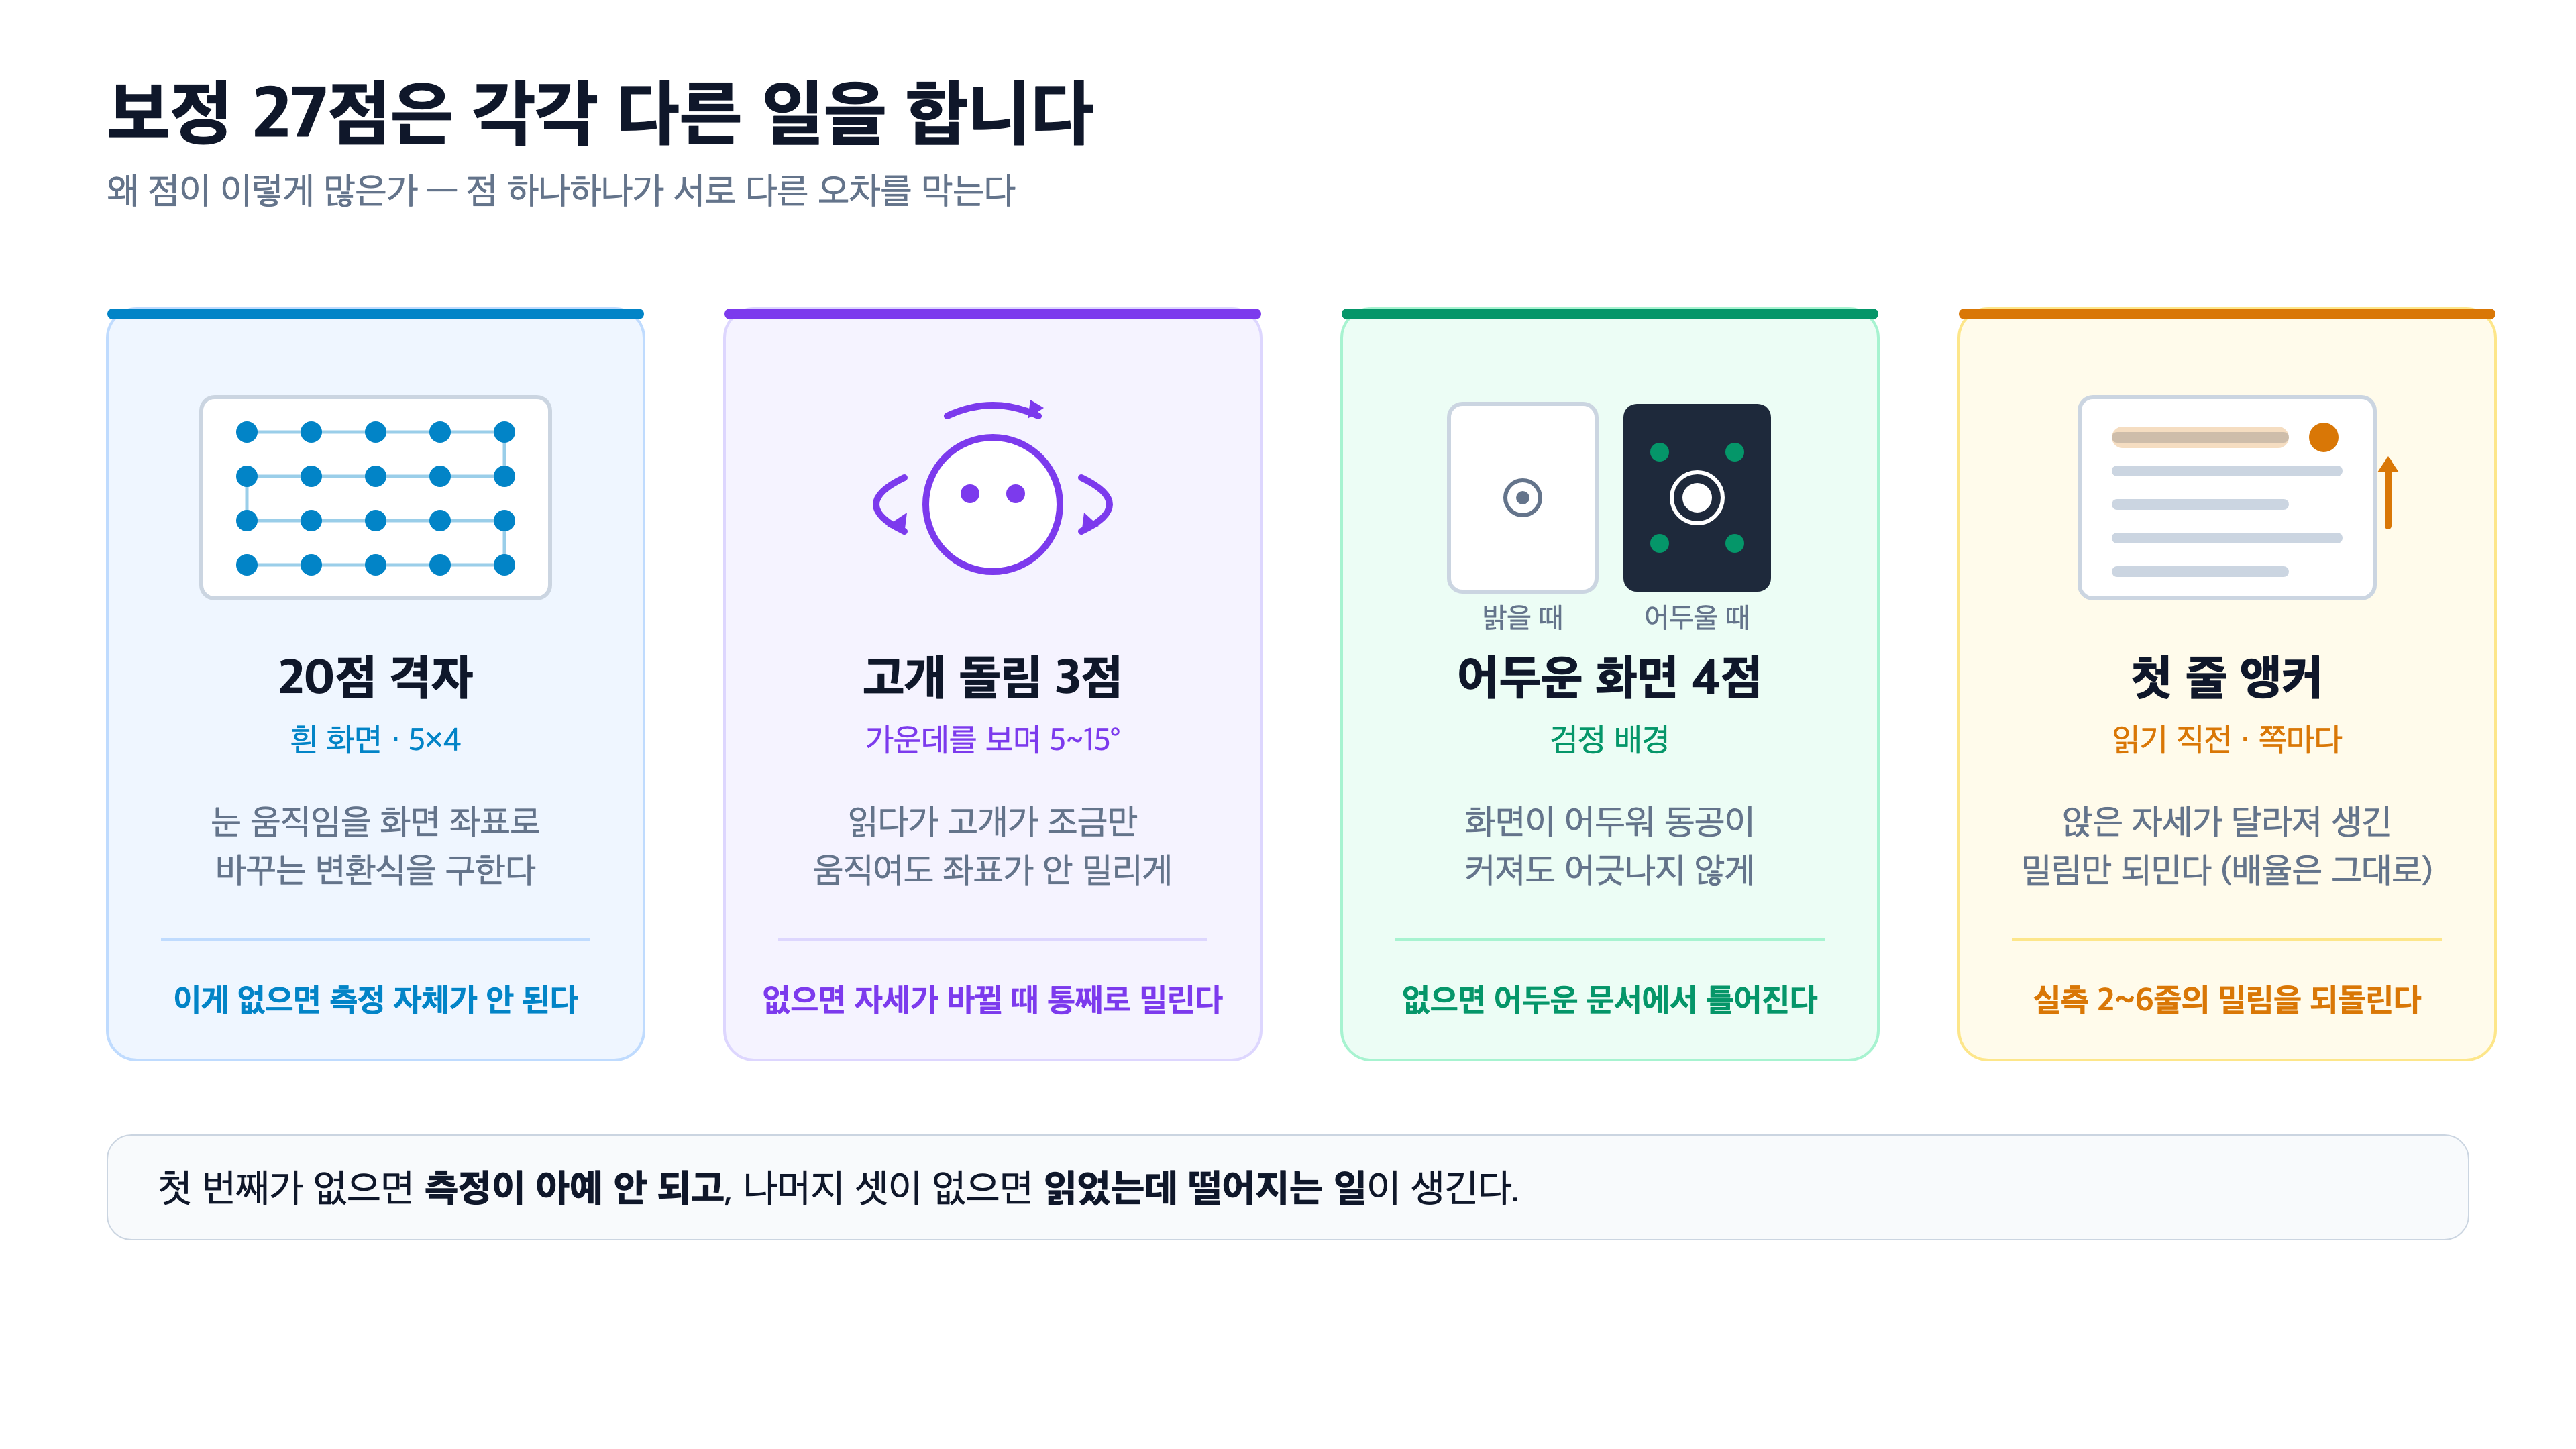 보정 27점은 각각 다른 일을 합니다
왜 점이 이렇게 많은가 — 점 하나하나가 서로 다른 오차를 막는다
20점 격자
흰 화면 · 5×4
눈 움직임을 화면 좌표로
바꾸는 변환식을 구한다
이게 없으면 측정 자체가 안 된다
고개 돌림 3점
가운데를 보며 5~15°
읽다가 고개가 조금만
움직여도 좌표가 안 밀리게
없으면 자세가 바뀔 때 통째로 밀린다
밝을 때
어두울 때
어두운 화면 4점
검정 배경
화면이 어두워 동공이
커져도 어긋나지 않게
없으면 어두운 문서에서 틀어진다
첫 줄 앵커
읽기 직전 · 쪽마다
앉은 자세가 달라져 생긴
밀림만 되민다 (배율은 그대로)
실측 2~6줄의 밀림을 되돌린다
첫 번째가 없으면 측정이 아예 안 되고, 나머지 셋이 없으면 읽었는데 떨어지는 일이 생긴다.